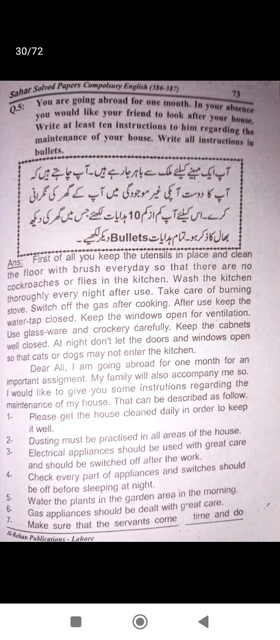 30/72
Sahar Solved Papers Compulsory English (386-387)
73
Q.5: You are going abroad for one month. In your absence
you would like your friend to look after your house.
Write at least ten instructions to him regarding the
maintenance of your house. Write all instructions in
bullets.
آپ ایک مہینے کیلئے ملک سے باہر جا رہے ہیں۔ آپ چاہتے ہیں کہ
آپ کا دوست آپکی غیر موجودگی میں آپ کے گھر کی نگرانی
کرے۔ اس کیلئے آپ کم از کم 10 ہدایات لکھئے جس میں گھر کی دیکھ
بھال کا ذکر ہو۔ تمام ہدایات Bullets دیکر لکھیے۔
Ans: First of all you keep the utensils in place and clean
the floor with brush everyday so that there are no
cockroaches or flies in the kitchen. Wash the kitchen
thoroughly every night after use. Take care of burning
stove. Switch off the gas after cooking. After use keep the
water-tap closed. Keep the windows open for ventilation.
Use glass-ware and crockery carefully. Keep the cabnets
well closed. At night don't let the doors and windows open
so that cats or dogs may not enter the kitchen.
Dear Ali, I am going abroad for one month for an
important assigment. My family will also accompany me so.
I would like to give you some instrutions regarding the
maintenance of my house. That can be described as follow.
1- Please get the house cleaned daily in order to keep
it well.
2- Dusting must be practised in all areas of the house.
3- Electrical appliances should be used with great care
and should be switched off after the work.
4- Check every part of appliances and switches should
be off before sleeping at night.
5. Water the plants in the garden area in the morning.
6. Gas appliances should be dealt with great care.
7. Make sure that the servants come time and do
Al-Rehan Publications - Lahore